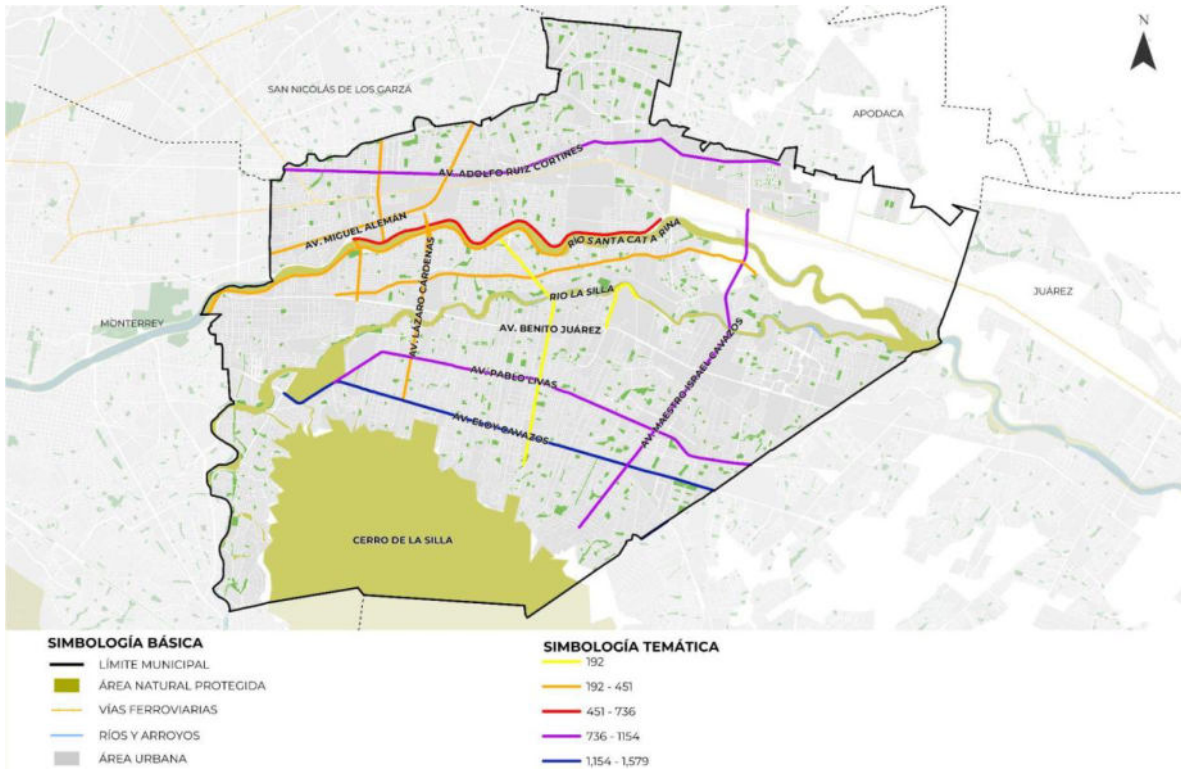 N
SAN NICOLÁS DE LOS GARZÁ
APODACA
AV. ADOLFO RUIZ CORTINES
AV. MIGUEL ALEMÁN
RÍO SANTA CATARINA
AV. LÁZARO CÁRDENAS
RIO LA SILLA
JUÁREZ
MONTERREY
AV. BENITO JUÁREZ
AV. PABLO LIVAS
AV. MAESTRO ISRAEL CAVAZOS
AV. ELOY CAVAZOS
CERRO DE LA SILLA
SIMBOLOGÍA BÁSICA
LÍMITE MUNICIPAL
ÁREA NATURAL PROTEGIDA
VÍAS FERROVIARIAS
RÍOS Y ARROYOS
ÁREA URBANA
SIMBOLOGÍA TEMÁTICA
192
192 - 451
451 - 736
736 - 1154
1,154 - 1,579